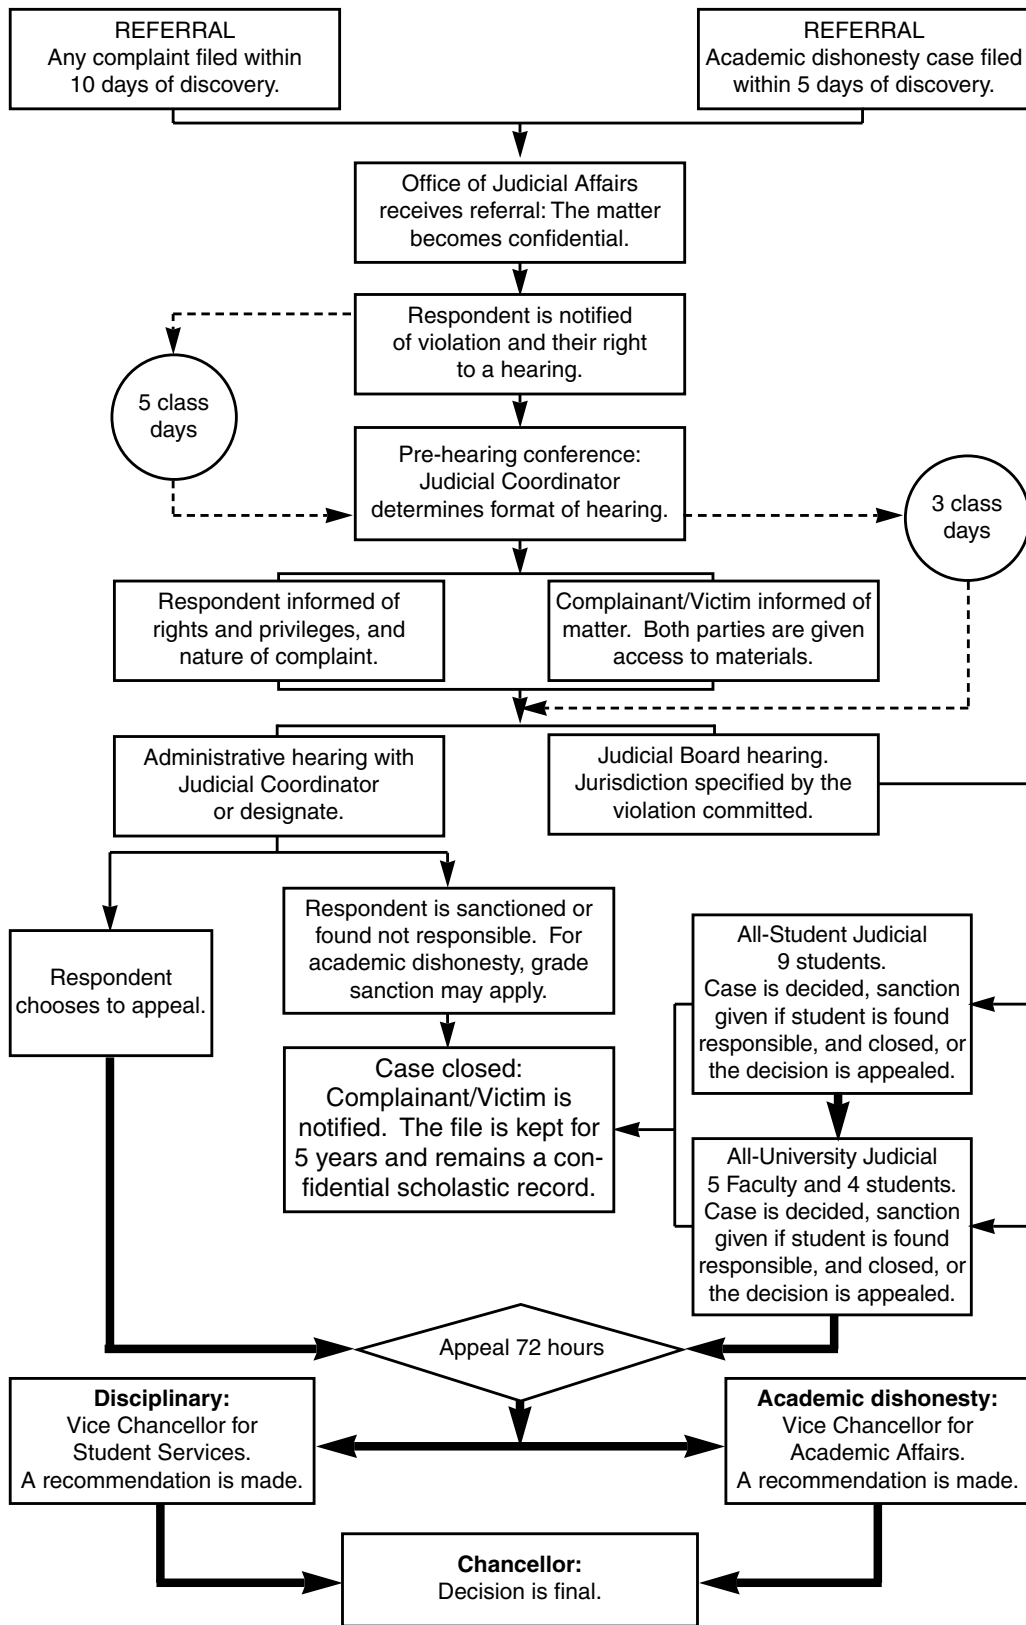 REFERRAL
Any complaint filed within
10 days of discovery.
REFERRAL
Academic dishonesty case filed
within 5 days of discovery.
Office of Judicial Affairs
receives referral: The matter
becomes confidential.
Respondent is notified
of violation and their right
to a hearing.
5 class
days
Pre-hearing conference:
Judicial Coordinator
determines format of hearing.
3 class
days
Respondent informed of
rights and privileges, and
nature of complaint.
Complainant/Victim informed of
matter. Both parties are given
access to materials.
Administrative hearing with
Judicial Coordinator
or designate.
Judicial Board hearing.
Jurisdiction specified by the
violation committed.
Respondent
chooses to appeal.
Respondent is sanctioned or
found not responsible. For
academic dishonesty, grade
sanction may apply.
All-Student Judicial
9 students.
Case is decided, sanction
given if student is found
responsible, and closed, or
the decision is appealed.
Case closed:
Complainant/Victim is
notified. The file is kept for
5 years and remains a con-
fidential scholastic record.
All-University Judicial
5 Faculty and 4 students.
Case is decided, sanction
given if student is found
responsible, and closed, or
the decision is appealed.
Appeal 72 hours
Disciplinary:
Vice Chancellor for
Student Services.
A recommendation is made.
Academic dishonesty:
Vice Chancellor for
Academic Affairs.
A recommendation is made.
Chancellor:
Decision is final.